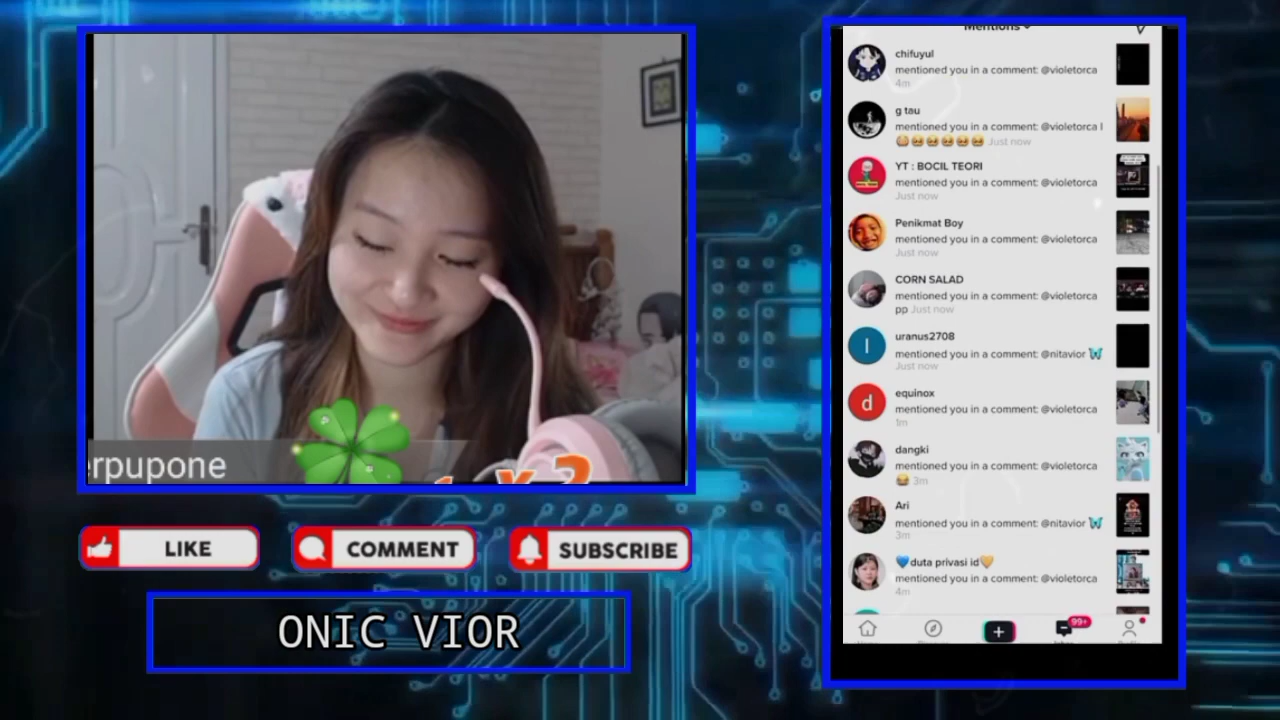 erpupone
x 3
LIKE
COMMENT
SUBSCRIBE
ONIC VIOR
Mentions
chifuyul
mentioned you in a comment: @violetorca
4m
g tau
mentioned you in a comment: @violetorca I
Just now
YT : BOCIL TEORI
mentioned you in a comment: @violetorca
Just now
Penikmat Boy
mentioned you in a comment: @violetorca
Just now
CORN SALAD
mentioned you in a comment: @violetorca
pp Just now
uranus2708
mentioned you in a comment: @nitavior 🦋
Just now
equinox
mentioned you in a comment: @violetorca
1m
dangki
mentioned you in a comment: @violetorca
😂 3m
Ari
mentioned you in a comment: @nitavior 🦋
3m
💙duta privasi id🧡
mentioned you in a comment: @violetorca
4m
99+